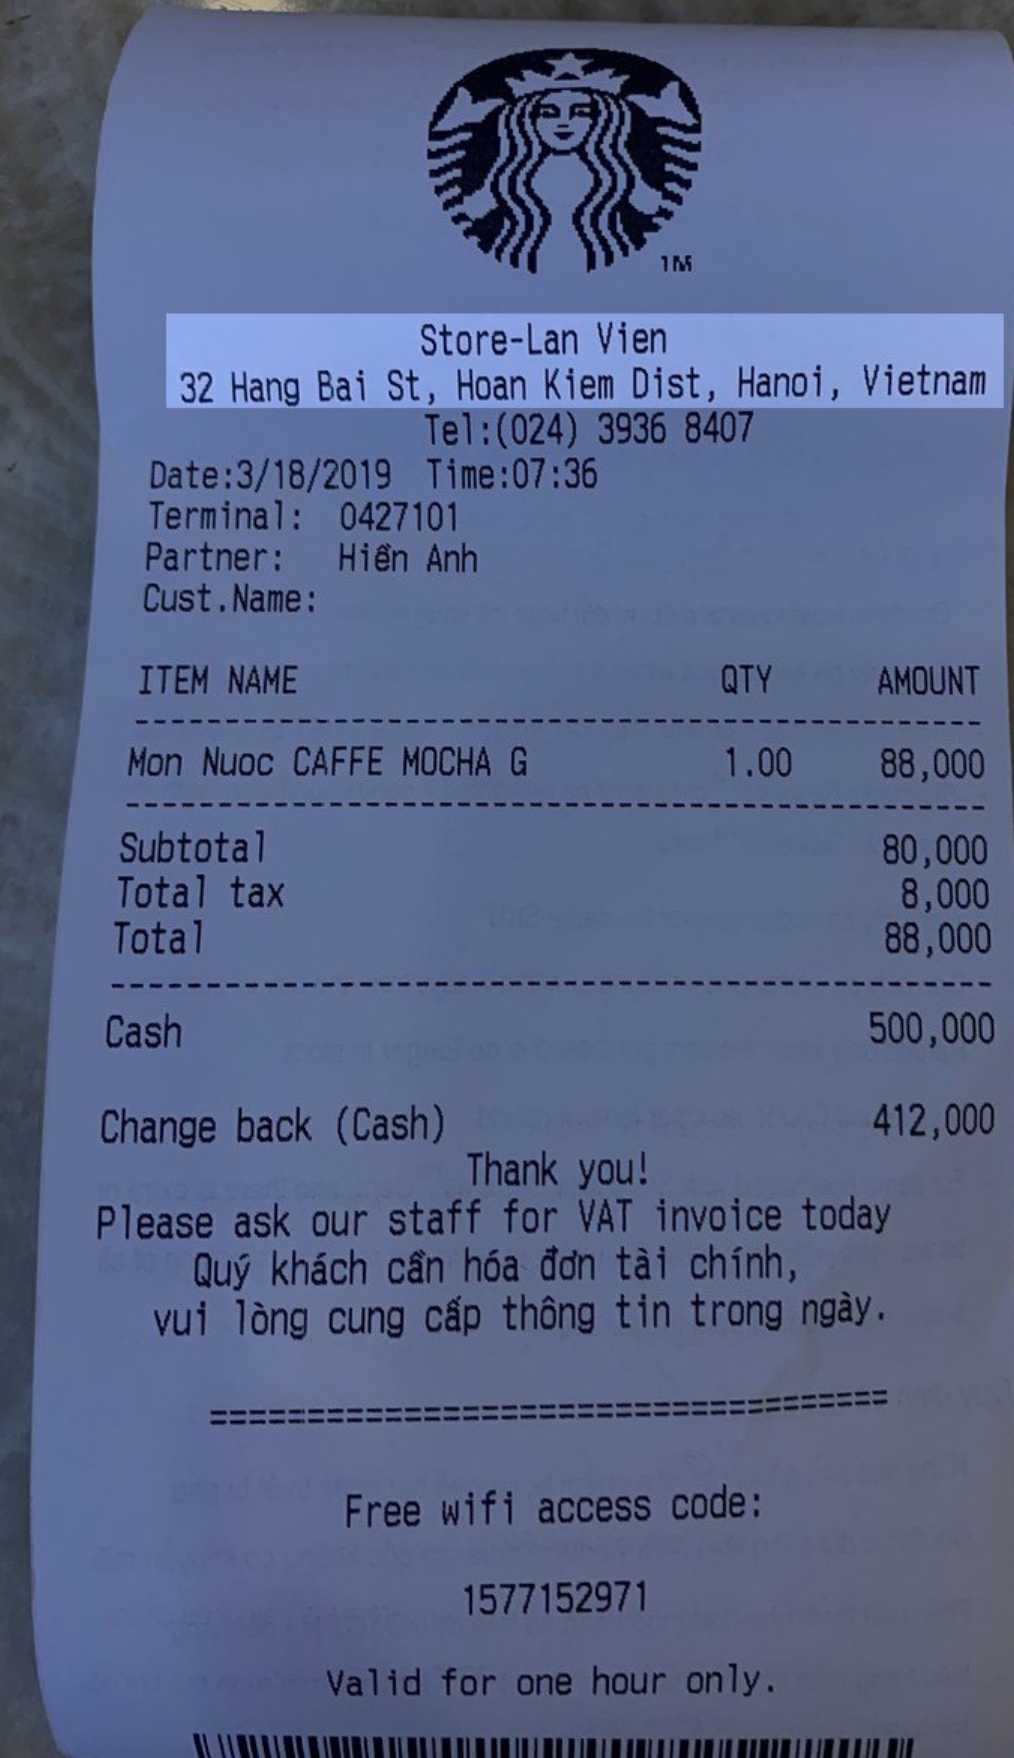 TM
Store-Lan Vien
32 Hang Bai St, Hoan Kiem Dist, Hanoi, Vietnam
Tel:(024) 3936 8407
Date:3/18/2019 Time:07:36
Terminal: 0427101
Partner: Hiền Anh
Cust.Name:
ITEM NAME QTY AMOUNT
Mon Nuoc CAFFE MOCHA G 1.00 88,000
Subtotal 80,000
Total tax 8,000
Total 88,000
Cash 500,000
Change back (Cash) 412,000
Thank you!
Please ask our staff for VAT invoice today
Quý khách cần hóa đơn tài chính,
vui lòng cung cấp thông tin trong ngày.
===================================
Free wifi access code:
1577152971
Valid for one hour only.